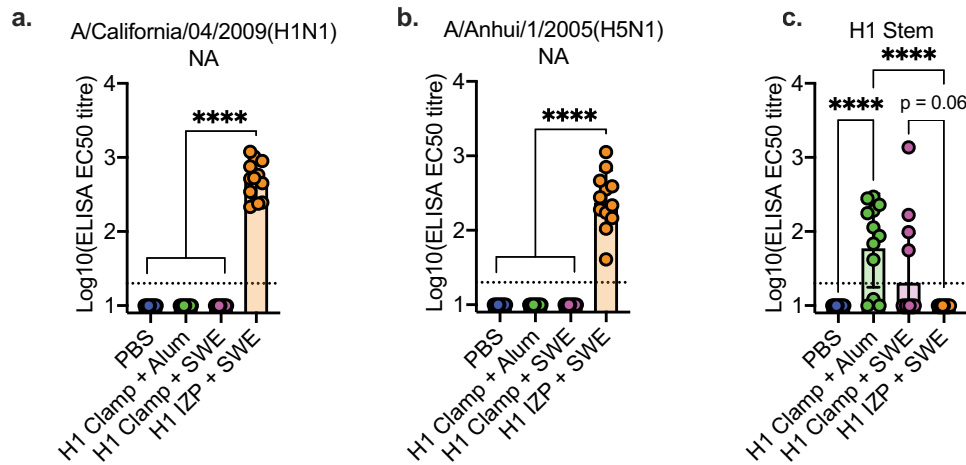 a.
A/California/04/2009(H1N1)
NA
Log10(ELISA EC50 titre)
4
3
2
1
****
PBS
H1 Clamp + Alum
H1 Clamp + SWE
H1 IZP + SWE
b.
A/Anhui/1/2005(H5N1)
NA
Log10(ELISA EC50 titre)
4
3
2
1
****
PBS
H1 Clamp + Alum
H1 Clamp + SWE
H1 IZP + SWE
c.
H1 Stem
Log10(ELISA EC50 titre)
4
3
2
1
****
****
p = 0.06
PBS
H1 Clamp + Alum
H1 Clamp + SWE
H1 IZP + SWE